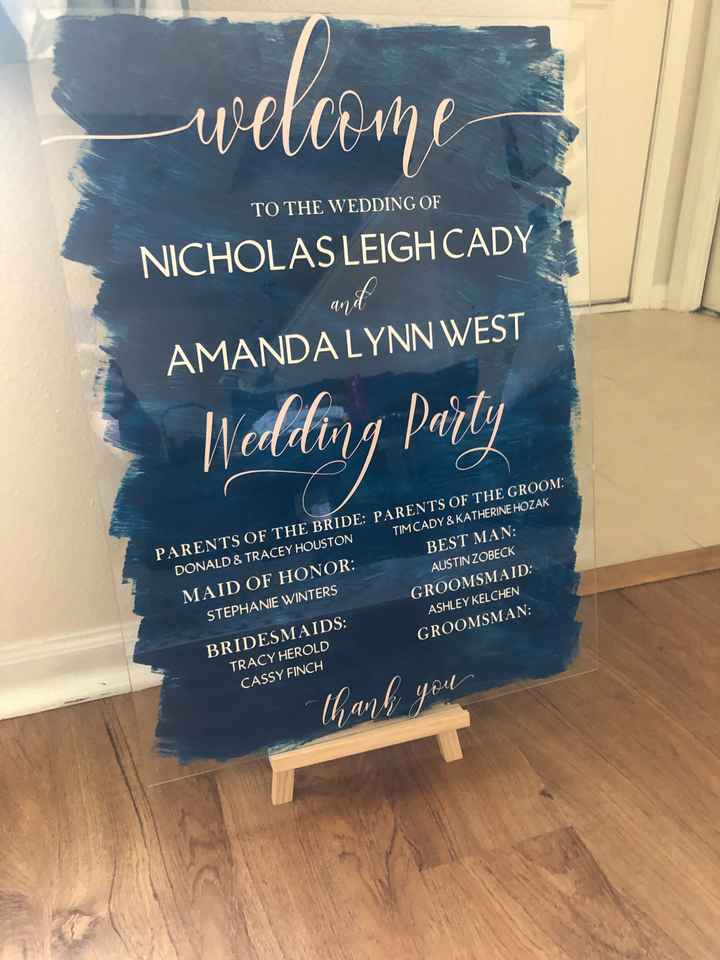 welcome
TO THE WEDDING OF
NICHOLAS LEIGH CADY
and
AMANDA LYNN WEST
Wedding Party
PARENTS OF THE BRIDE:
DONALD & TRACEY HOUSTON
MAID OF HONOR:
STEPHANIE WINTERS
BRIDESMAIDS:
TRACY HEROLD
CASSY FINCH
PARENTS OF THE GROOM:
TIM CADY & KATHERINE HOZAK
BEST MAN:
AUSTIN ZOBECK
GROOMSMAID:
ASHLEY KELCHEN
GROOMSMAN:
thank you